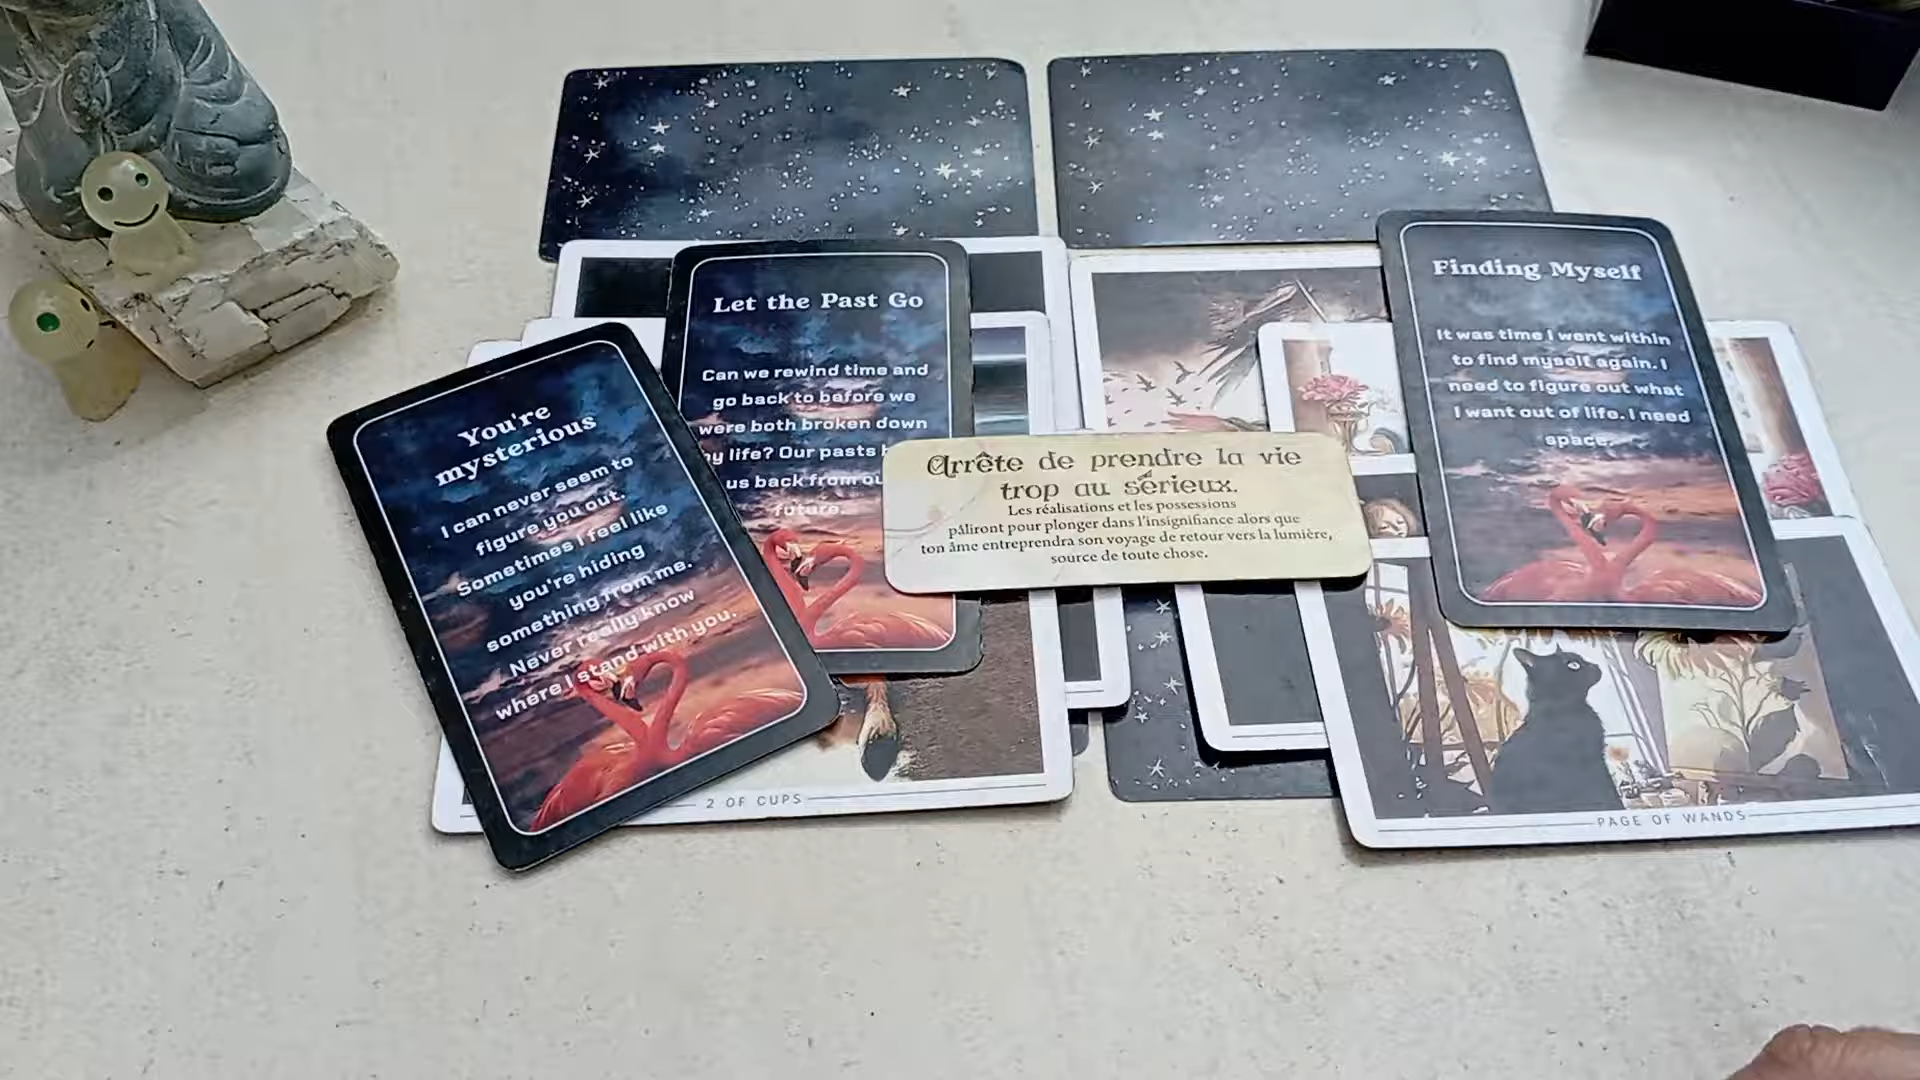 You're
mysterious
I can never seem to
figure you out.
Sometimes I feel like
you're hiding
something from me.
Never really know
where I stand with you.
Let the Past Go
Can we rewind time and
go back to before we
were both broken down
life? Our pasts
us back from
future.
Arrête de prendre la vie
trop au sérieux.
Les réalisations et les possessions
pâliront pour plonger dans l'insignifiance alors que
ton âme entreprendra son voyage de retour vers la lumière,
source de toute chose.
Finding Myself
It was time I went within
to find myself again. I
need to figure out what
I want out of life. I need
space.
2 OF CUPS
PAGE OF WANDS